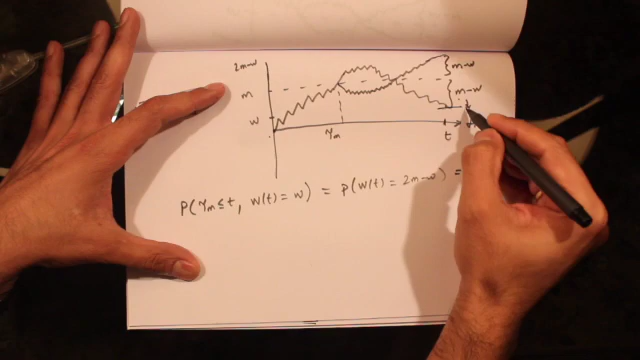 2m-w
m
w
m-w
m-w
τm
t
P(τm ≤ t, W(t) = w) = P(W(t) = 2m-w) =